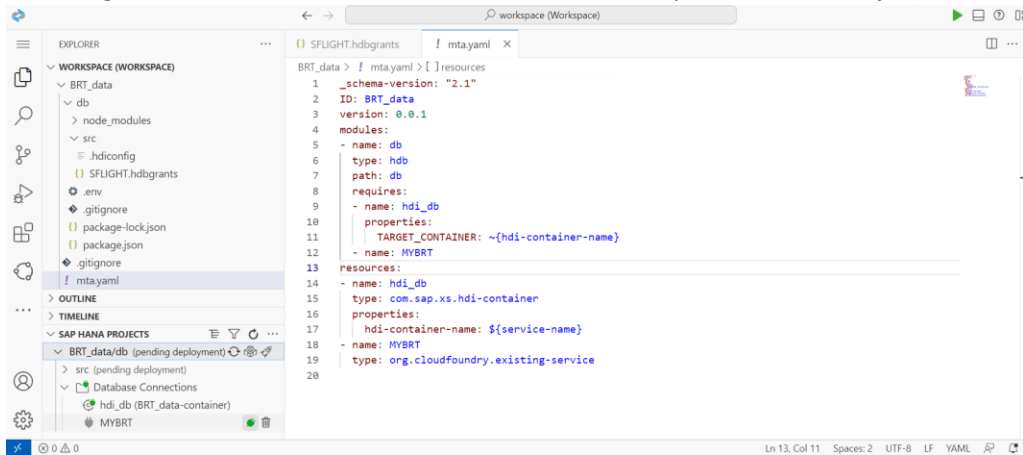 workspace (Workspace)
EXPLORER
WORKSPACE (WORKSPACE)
BRT_data
db
node_modules
src
.hdiconfig
{} SFLIGHT.hdbgrants
.env
.gitignore
{} package-lock.json
{} package.json
.gitignore
! mta.yaml
OUTLINE
TIMELINE
SAP HANA PROJECTS
BRT_data/db (pending deployment)
src (pending deployment)
Database Connections
hdi_db (BRT_data-container)
MYBRT
{} SFLIGHT.hdbgrants
! mta.yaml
BRT_data > ! mta.yaml > [ ] resources
1 _schema-version: "2.1"
2 ID: BRT_data
3 version: 0.0.1
4 modules:
5 - name: db
6 type: hdb
7 path: db
8 requires:
9 - name: hdi_db
10 properties:
11 TARGET_CONTAINER: ~{hdi-container-name}
12 - name: MYBRT
13 resources:
14 - name: hdi_db
15 type: com.sap.xs.hdi-container
16 properties:
17 hdi-container-name: ${service-name}
18 - name: MYBRT
19 type: org.cloudfoundry.existing-service
20
0 0
Ln 13, Col 11 Spaces: 2 UTF-8 LF YAML